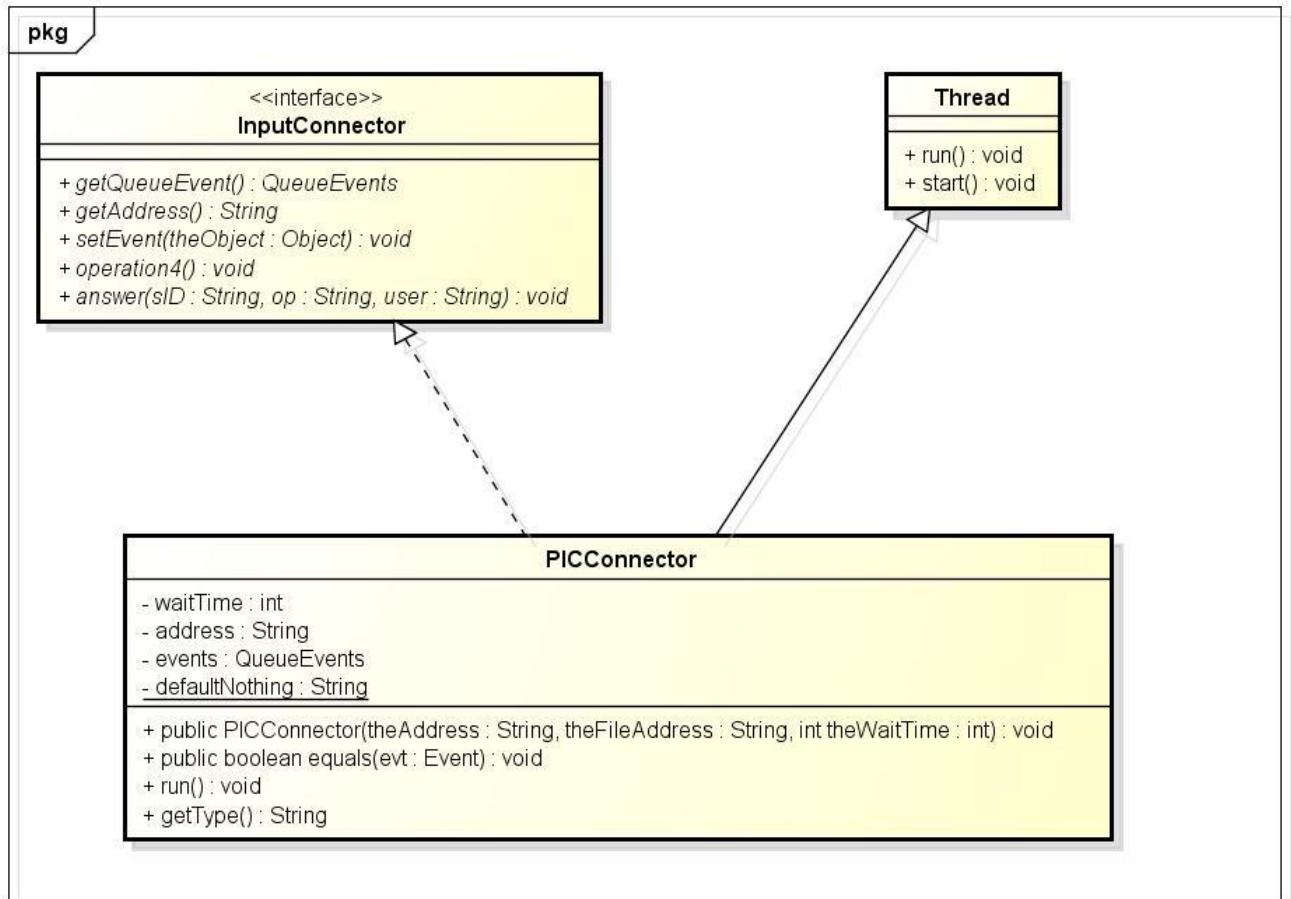 pkg
<<interface>>
InputConnector
+ getQueueEvent() : QueueEvents
+ getAddress() : String
+ setEvent(theObject : Object) : void
+ operation4() : void
+ answer(sID : String, op : String, user : String) : void
Thread
+ run() : void
+ start() : void
PICConnector
- waitTime : int
- address : String
- events : QueueEvents
- defaultNothing : String
+ public PICConnector(theAddress : String, theFileAddress : String, int theWaitTime : int) : void
+ public boolean equals(evt : Event) : void
+ run() : void
+ getType() : String